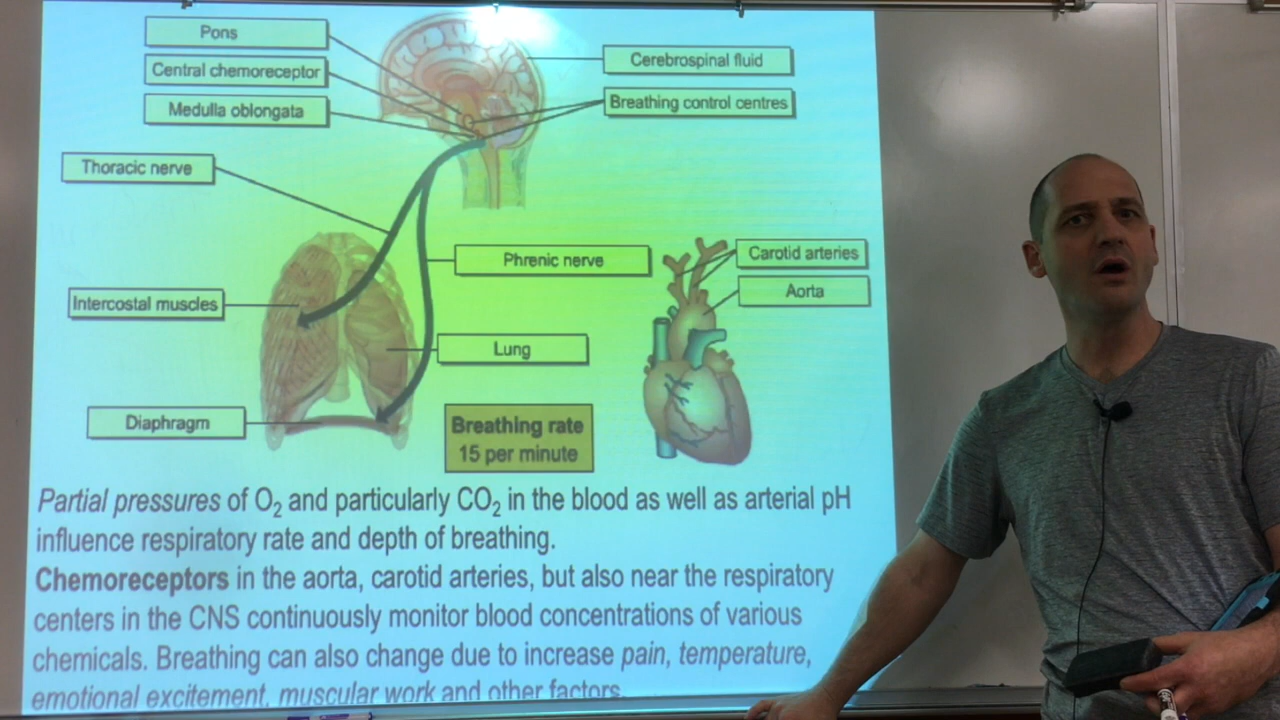 Pons
Central chemoreceptor
Medulla oblongata
Cerebrospinal fluid
Breathing control centres
Thoracic nerve
Phrenic nerve
Carotid arteries
Aorta
Intercostal muscles
Lung
Diaphragm
Breathing rate
15 per minute
Partial pressures of O₂ and particularly CO₂ in the blood as well as arterial pH
influence respiratory rate and depth of breathing.
Chemoreceptors in the aorta, carotid arteries, but also near the respiratory
centers in the CNS continuously monitor blood concentrations of various
chemicals. Breathing can also change due to increase pain, temperature,
emotional excitement, muscular work and other factors.